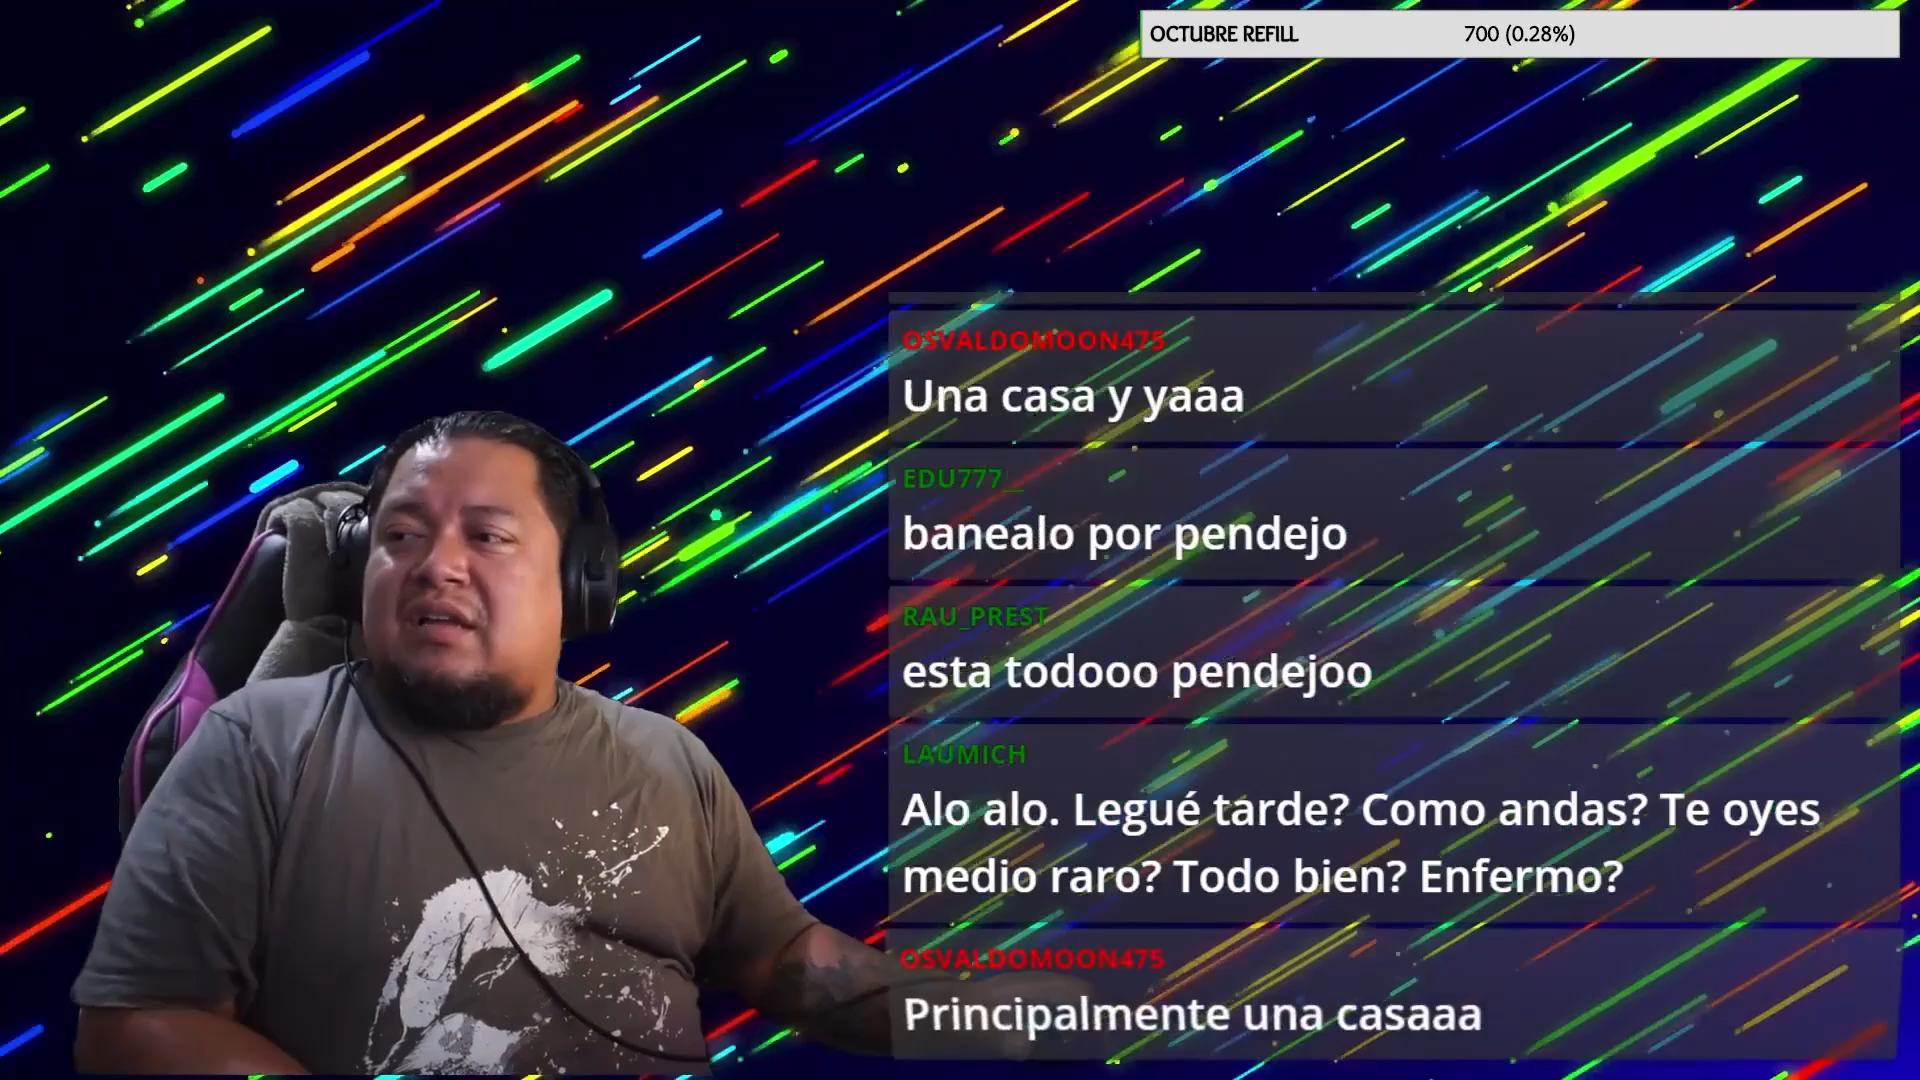 OCTUBRE REFILL 700 (0.28%)
OSVALDOMOON475
Una casa y yaaa
EDU777__
banealo por pendejo
RAU_PREST
esta todooo pendejoo
LAUMICH
Alo alo. Legué tarde? Como andas? Te oyes
medio raro? Todo bien? Enfermo?
OSVALDOMOON475
Principalmente una casaaa